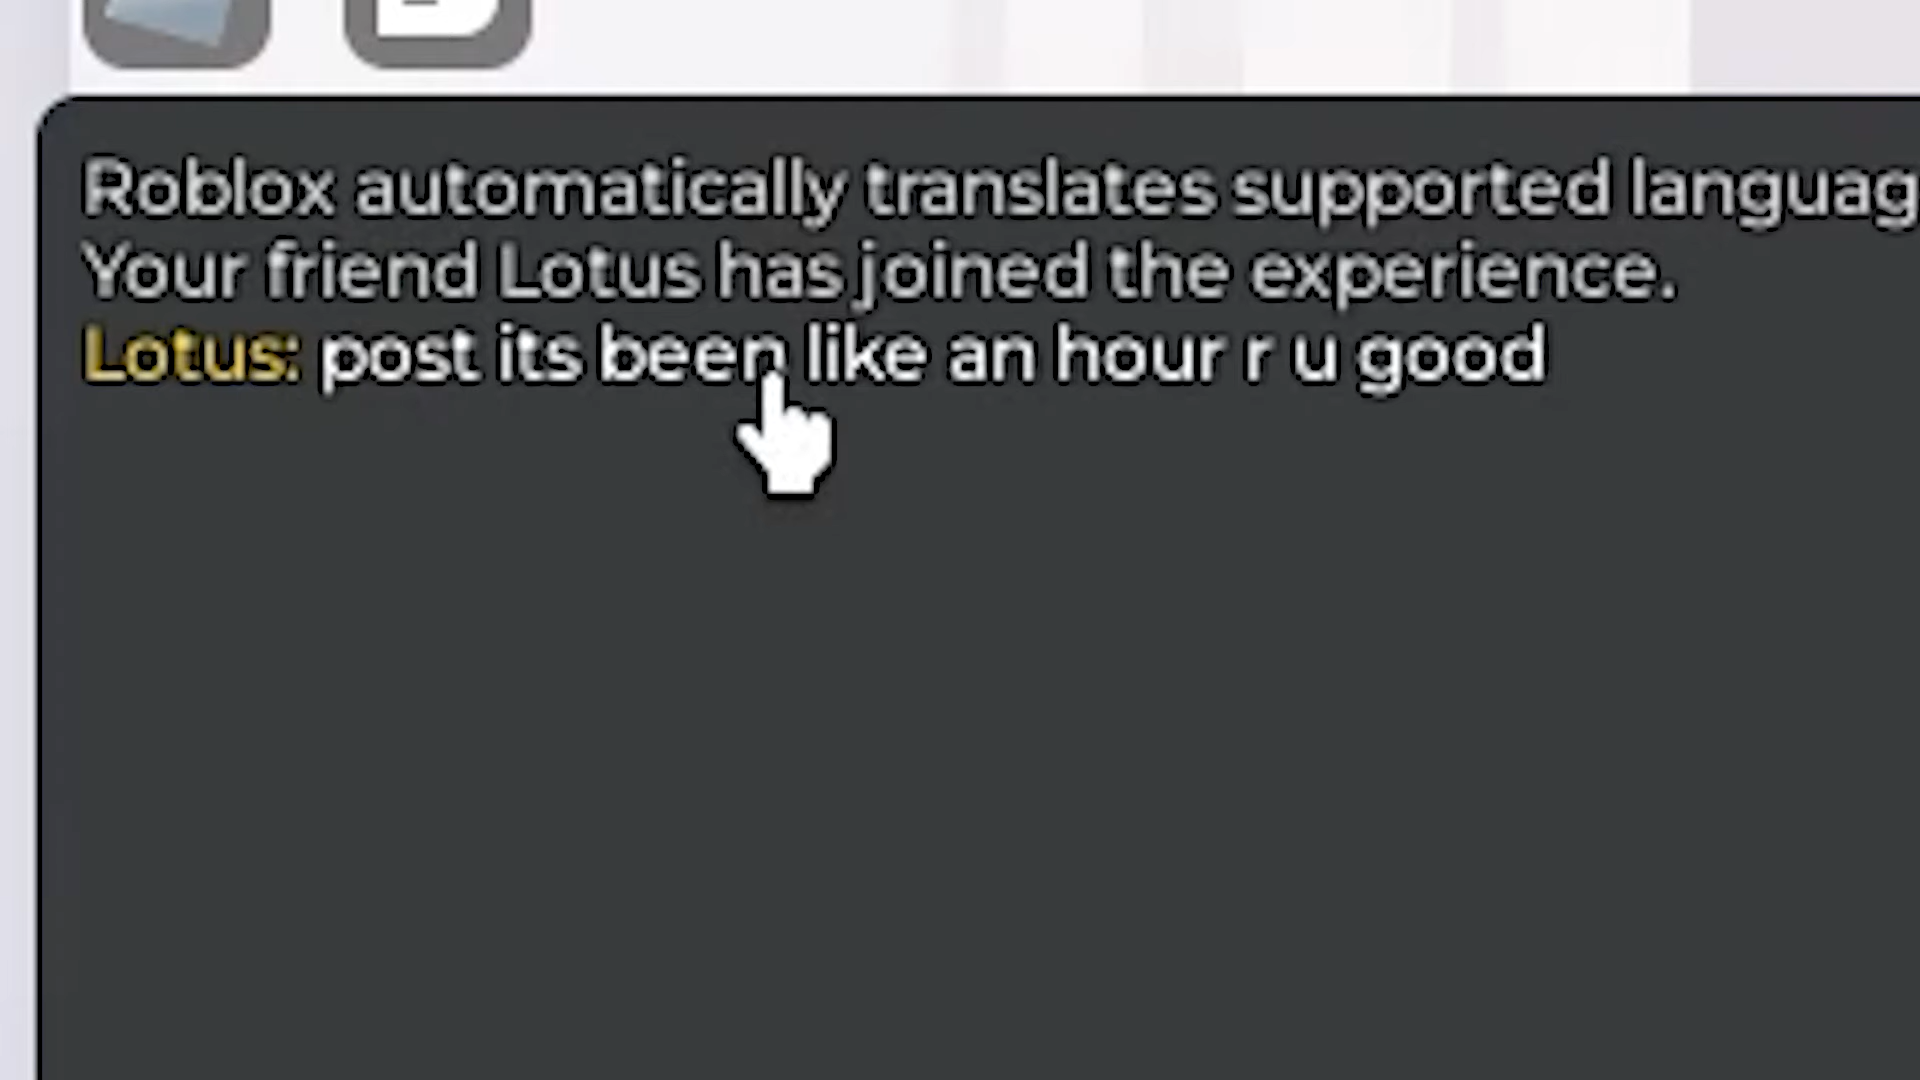 Roblox automatically translates supported languag
Your friend Lotus has joined the experience.
Lotus: post its been like an hour r u good